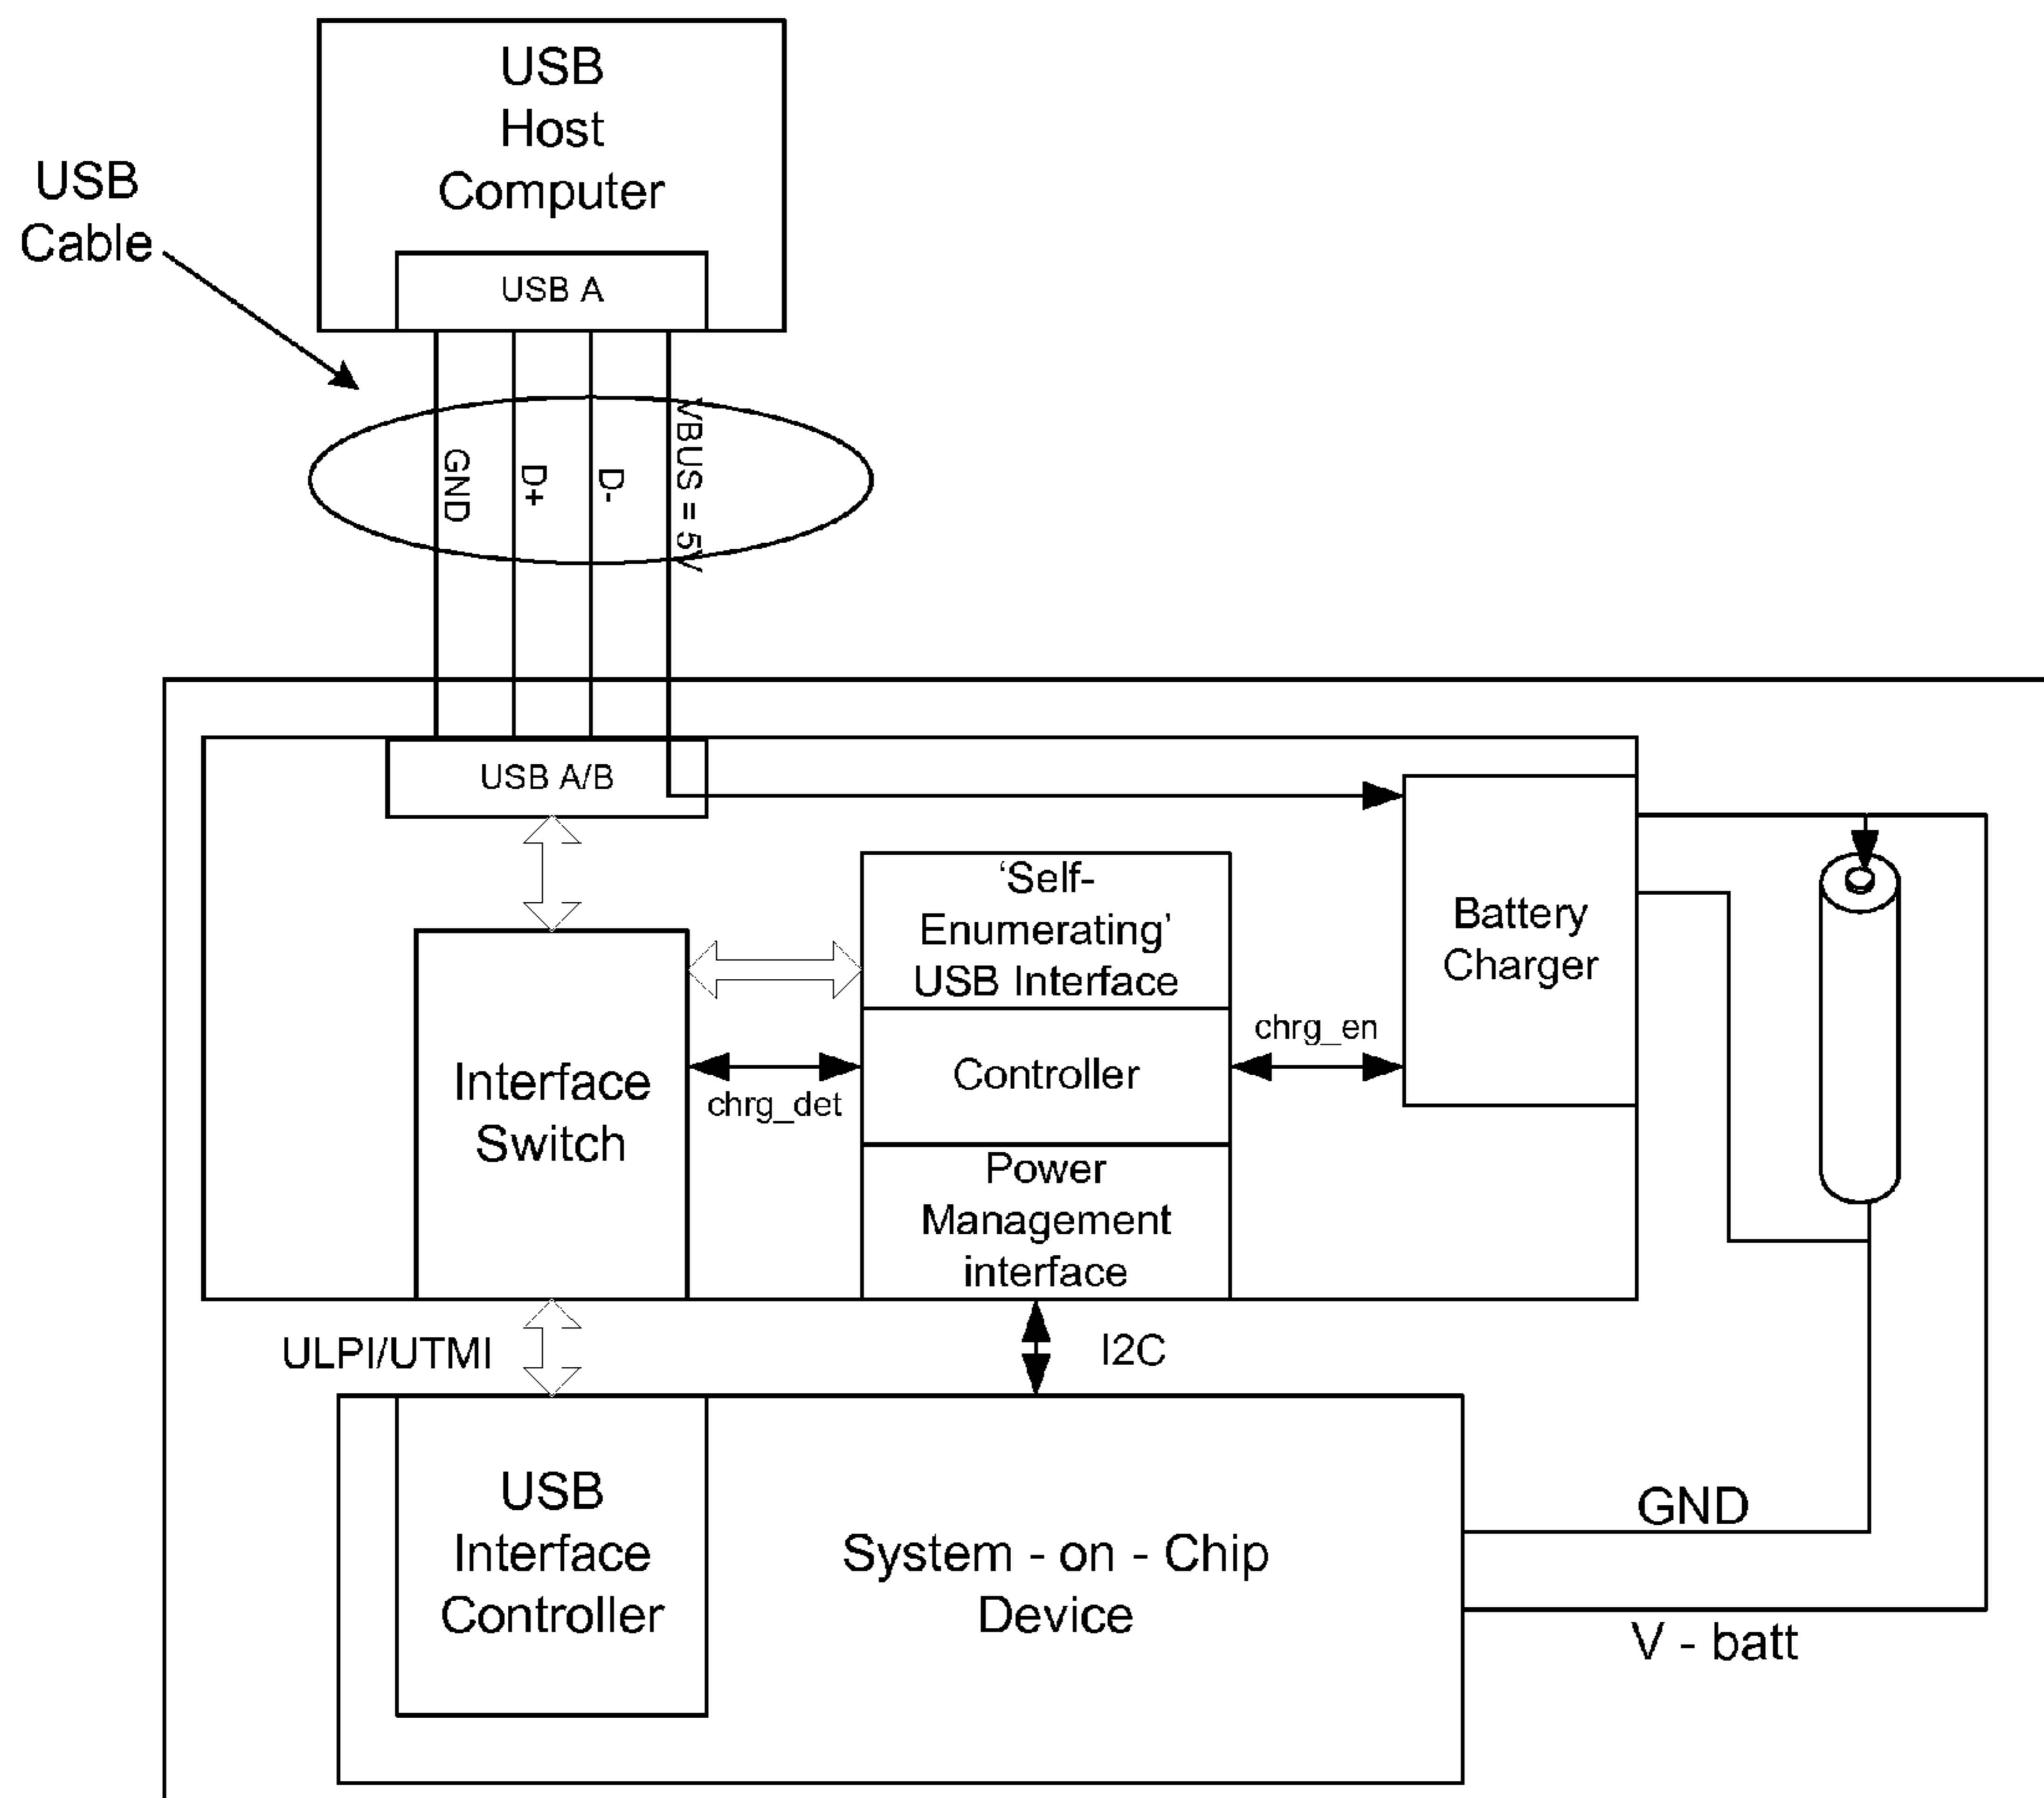 USB
Host
Computer
USB
Cable
USB A
GND
D+
D-
VBUS = 5V
USB A/B
‘Self-
Enumerating’
USB Interface
Battery
Charger
Interface
Switch
chrg_det
Controller
chrg_en
Power
Management
interface
ULPI/UTMI
I2C
USB
Interface
Controller
System - on - Chip
Device
GND
V - batt